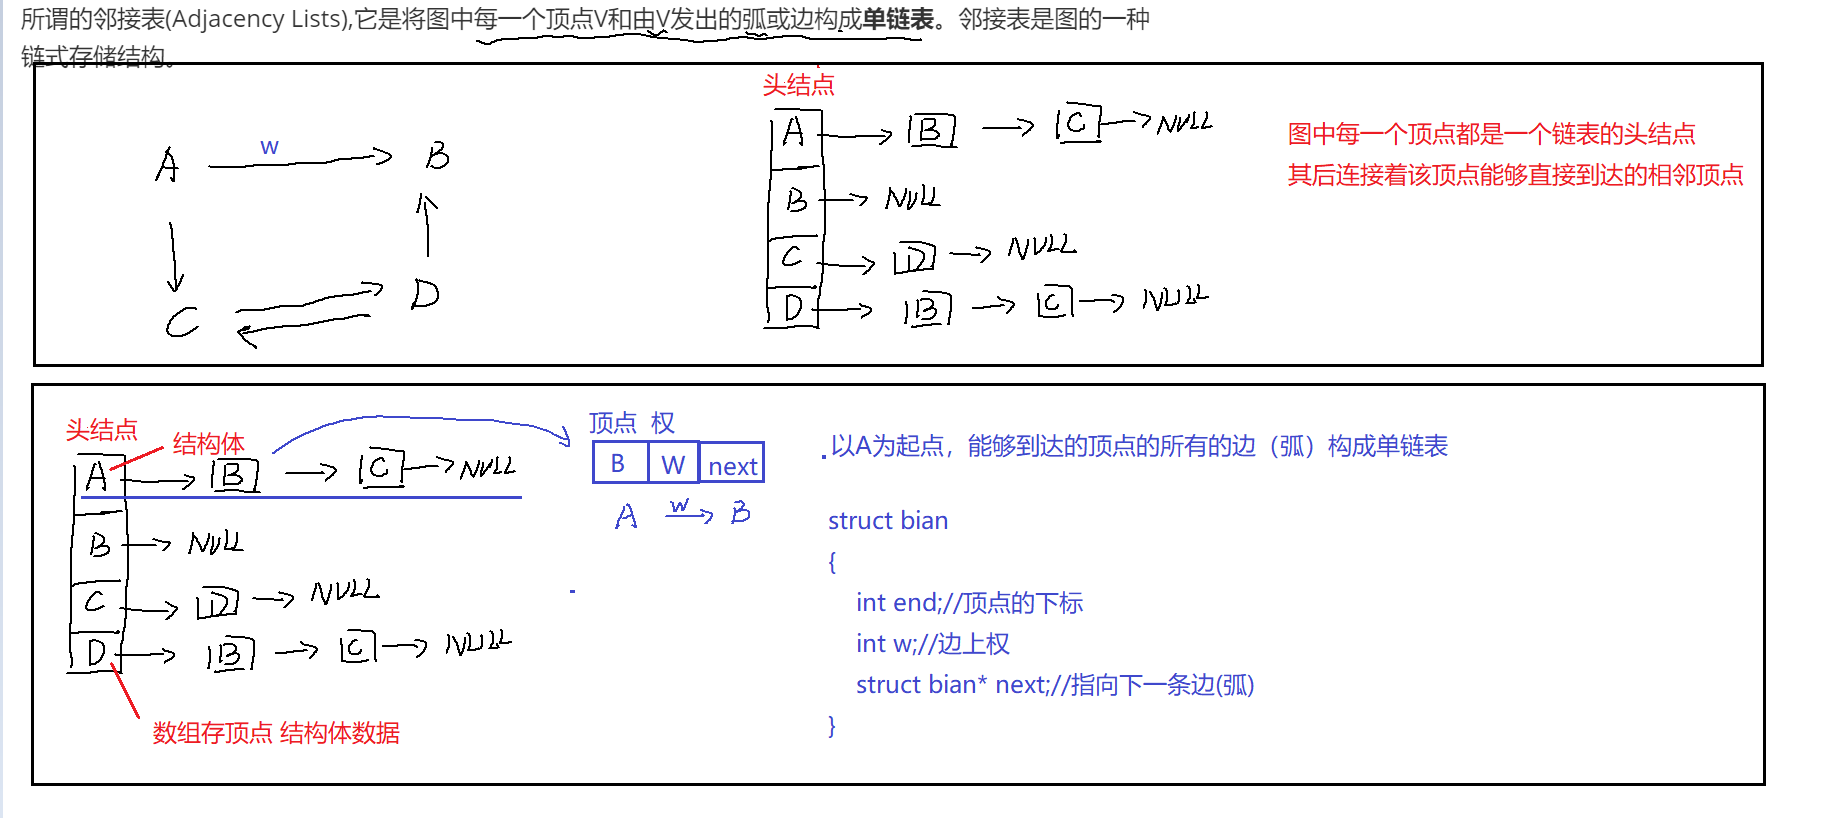 所谓的邻接表(Adjacency Lists),它是将图中每一个顶点V和由V发出的弧或边构成单链表。邻接表是图的一种
链式存储结构。
头结点
A → B → C → NULL
图中每一个顶点都是一个链表的头结点
其后连接着该顶点能够直接到达的相邻顶点
A w → B
B → NULL
C → D → NULL
C D
D → B → C → NULL
头结点
结构体
A → B → C → NULL
B → NULL
C → D → NULL
D → B → C → NULL
数组存顶点 结构体数据
顶点 权
B W next
A w → B
以A为起点，能够到达的顶点的所有的边（弧）构成单链表
struct bian
{
int end;//顶点的下标
int w;//边上权
struct bian* next;//指向下一条边(弧)
}